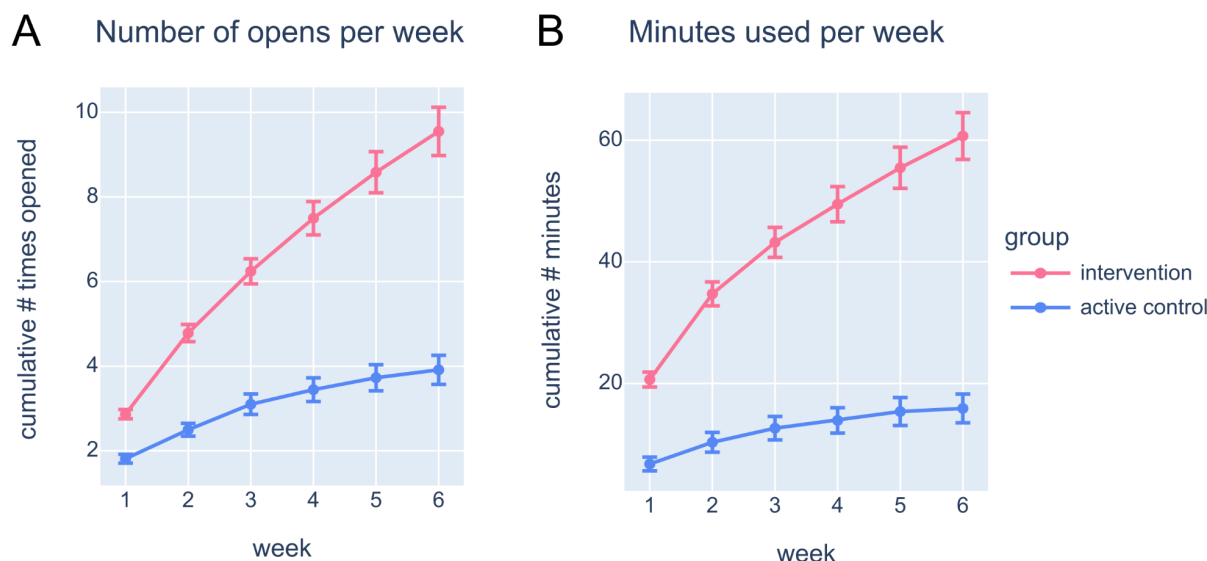 A
Number of opens per week
cumulative # times opened
10
8
6
4
2
1 2 3 4 5 6
week
B
Minutes used per week
cumulative # minutes
60
40
20
1 2 3 4 5 6
week
group
intervention
active control